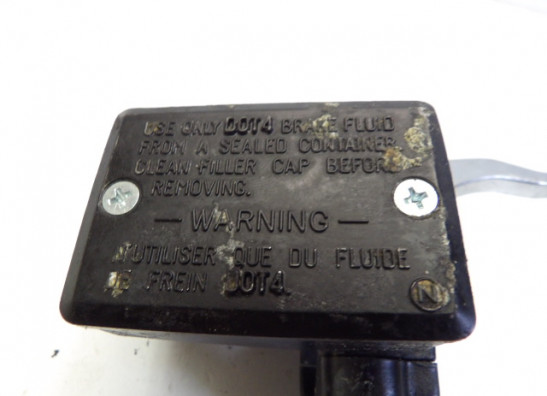 USE ONLY DOT4 BRAKE FLUID
FROM A SEALED CONTAINER.
CLEAN FILLER CAP BEFORE
REMOVING.
— WARNING —
N'UTILISER QUE DU FLUIDE
DE FREIN DOT4.
N